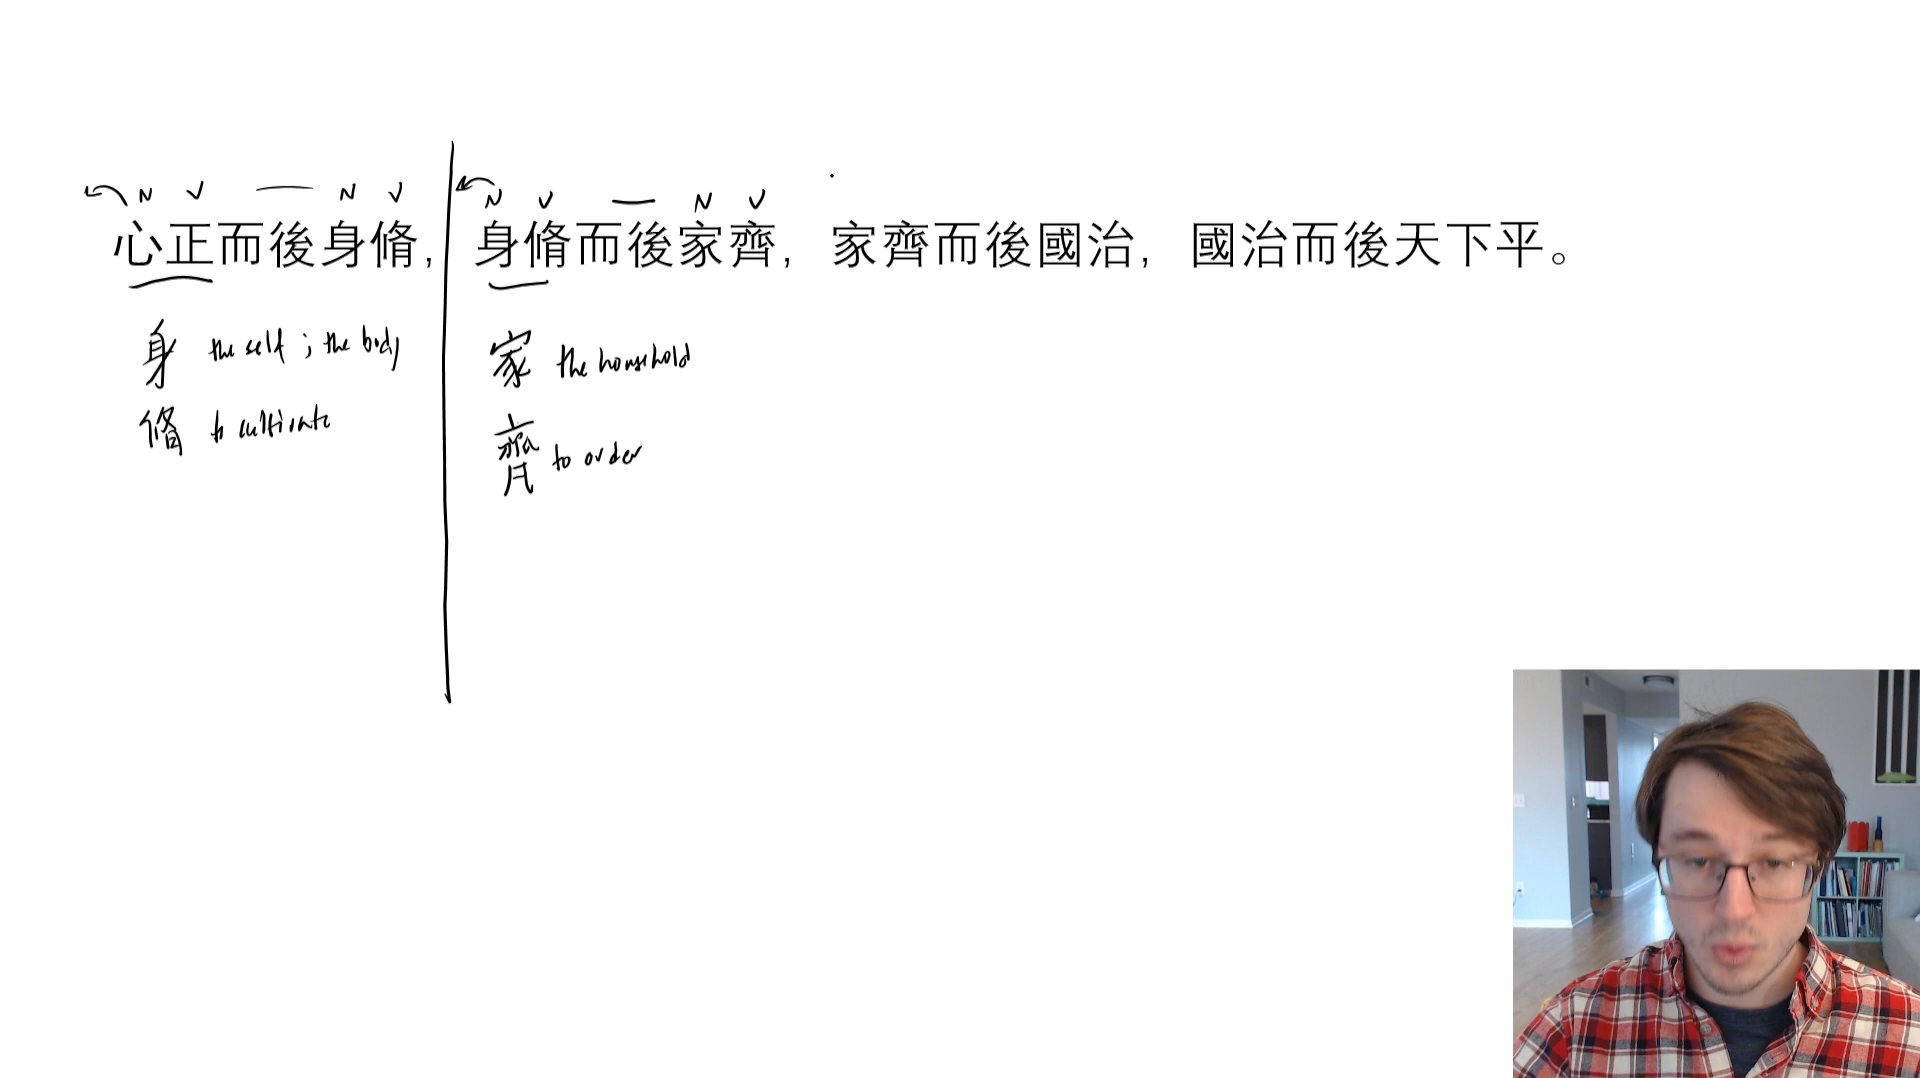 N V — N V N V — N V
心正而後身脩，身脩而後家齊，家齊而後國治，國治而後天下平。
身 the self ; the body
脩 to cultivate
家 the household
齊 to order